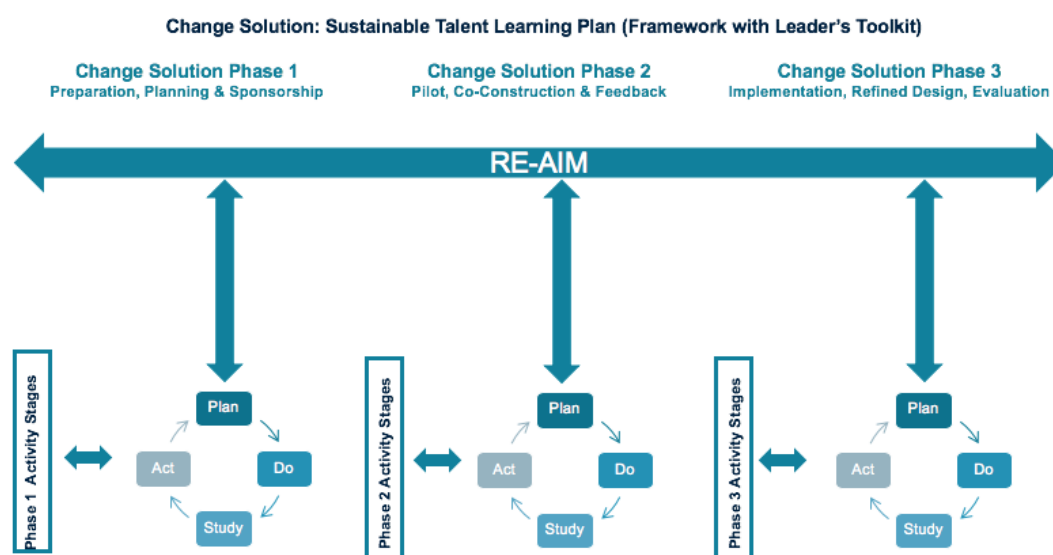 Change Solution: Sustainable Talent Learning Plan (Framework with Leader's Toolkit)
Change Solution Phase 1
Preparation, Planning & Sponsorship
Change Solution Phase 2
Pilot, Co-Construction & Feedback
Change Solution Phase 3
Implementation, Refined Design, Evaluation
RE-AIM
Phase 1 Activity Stages
Plan
Act
Do
Study
Phase 2 Activity Stages
Plan
Act
Do
Study
Phase 3 Activity Stages
Plan
Act
Do
Study